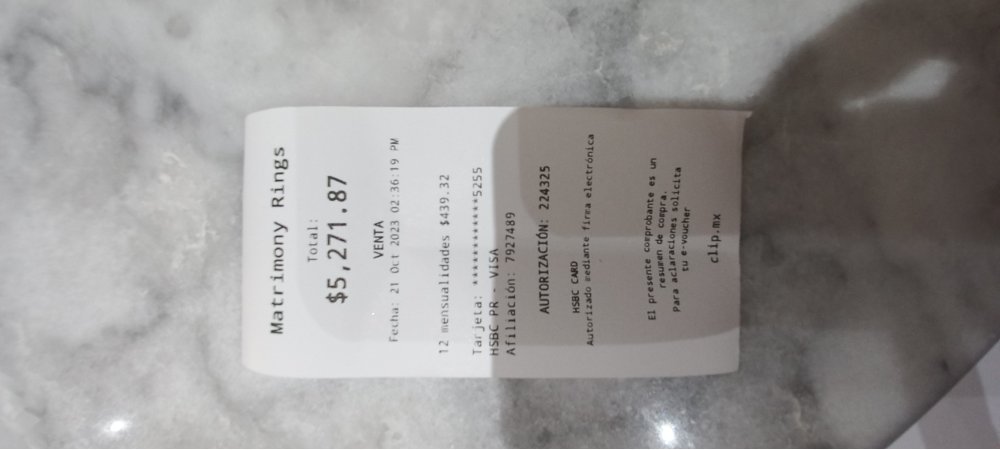 Matrimony Rings
Total:
$5,271.87
VENTA
Fecha: 21 Oct 2023 02:36:19 PM
12 mensualidades $439.32
Tarjeta: ************5255
HSBC PR - VISA
Afiliación: 7927489
AUTORIZACIÓN: 224325
HSBC CARD
Autorizado mediante firma electrónica
El presente comprobante es un
resumen de compra.
Para aclaraciones solicita
tu e-voucher
clip.mx